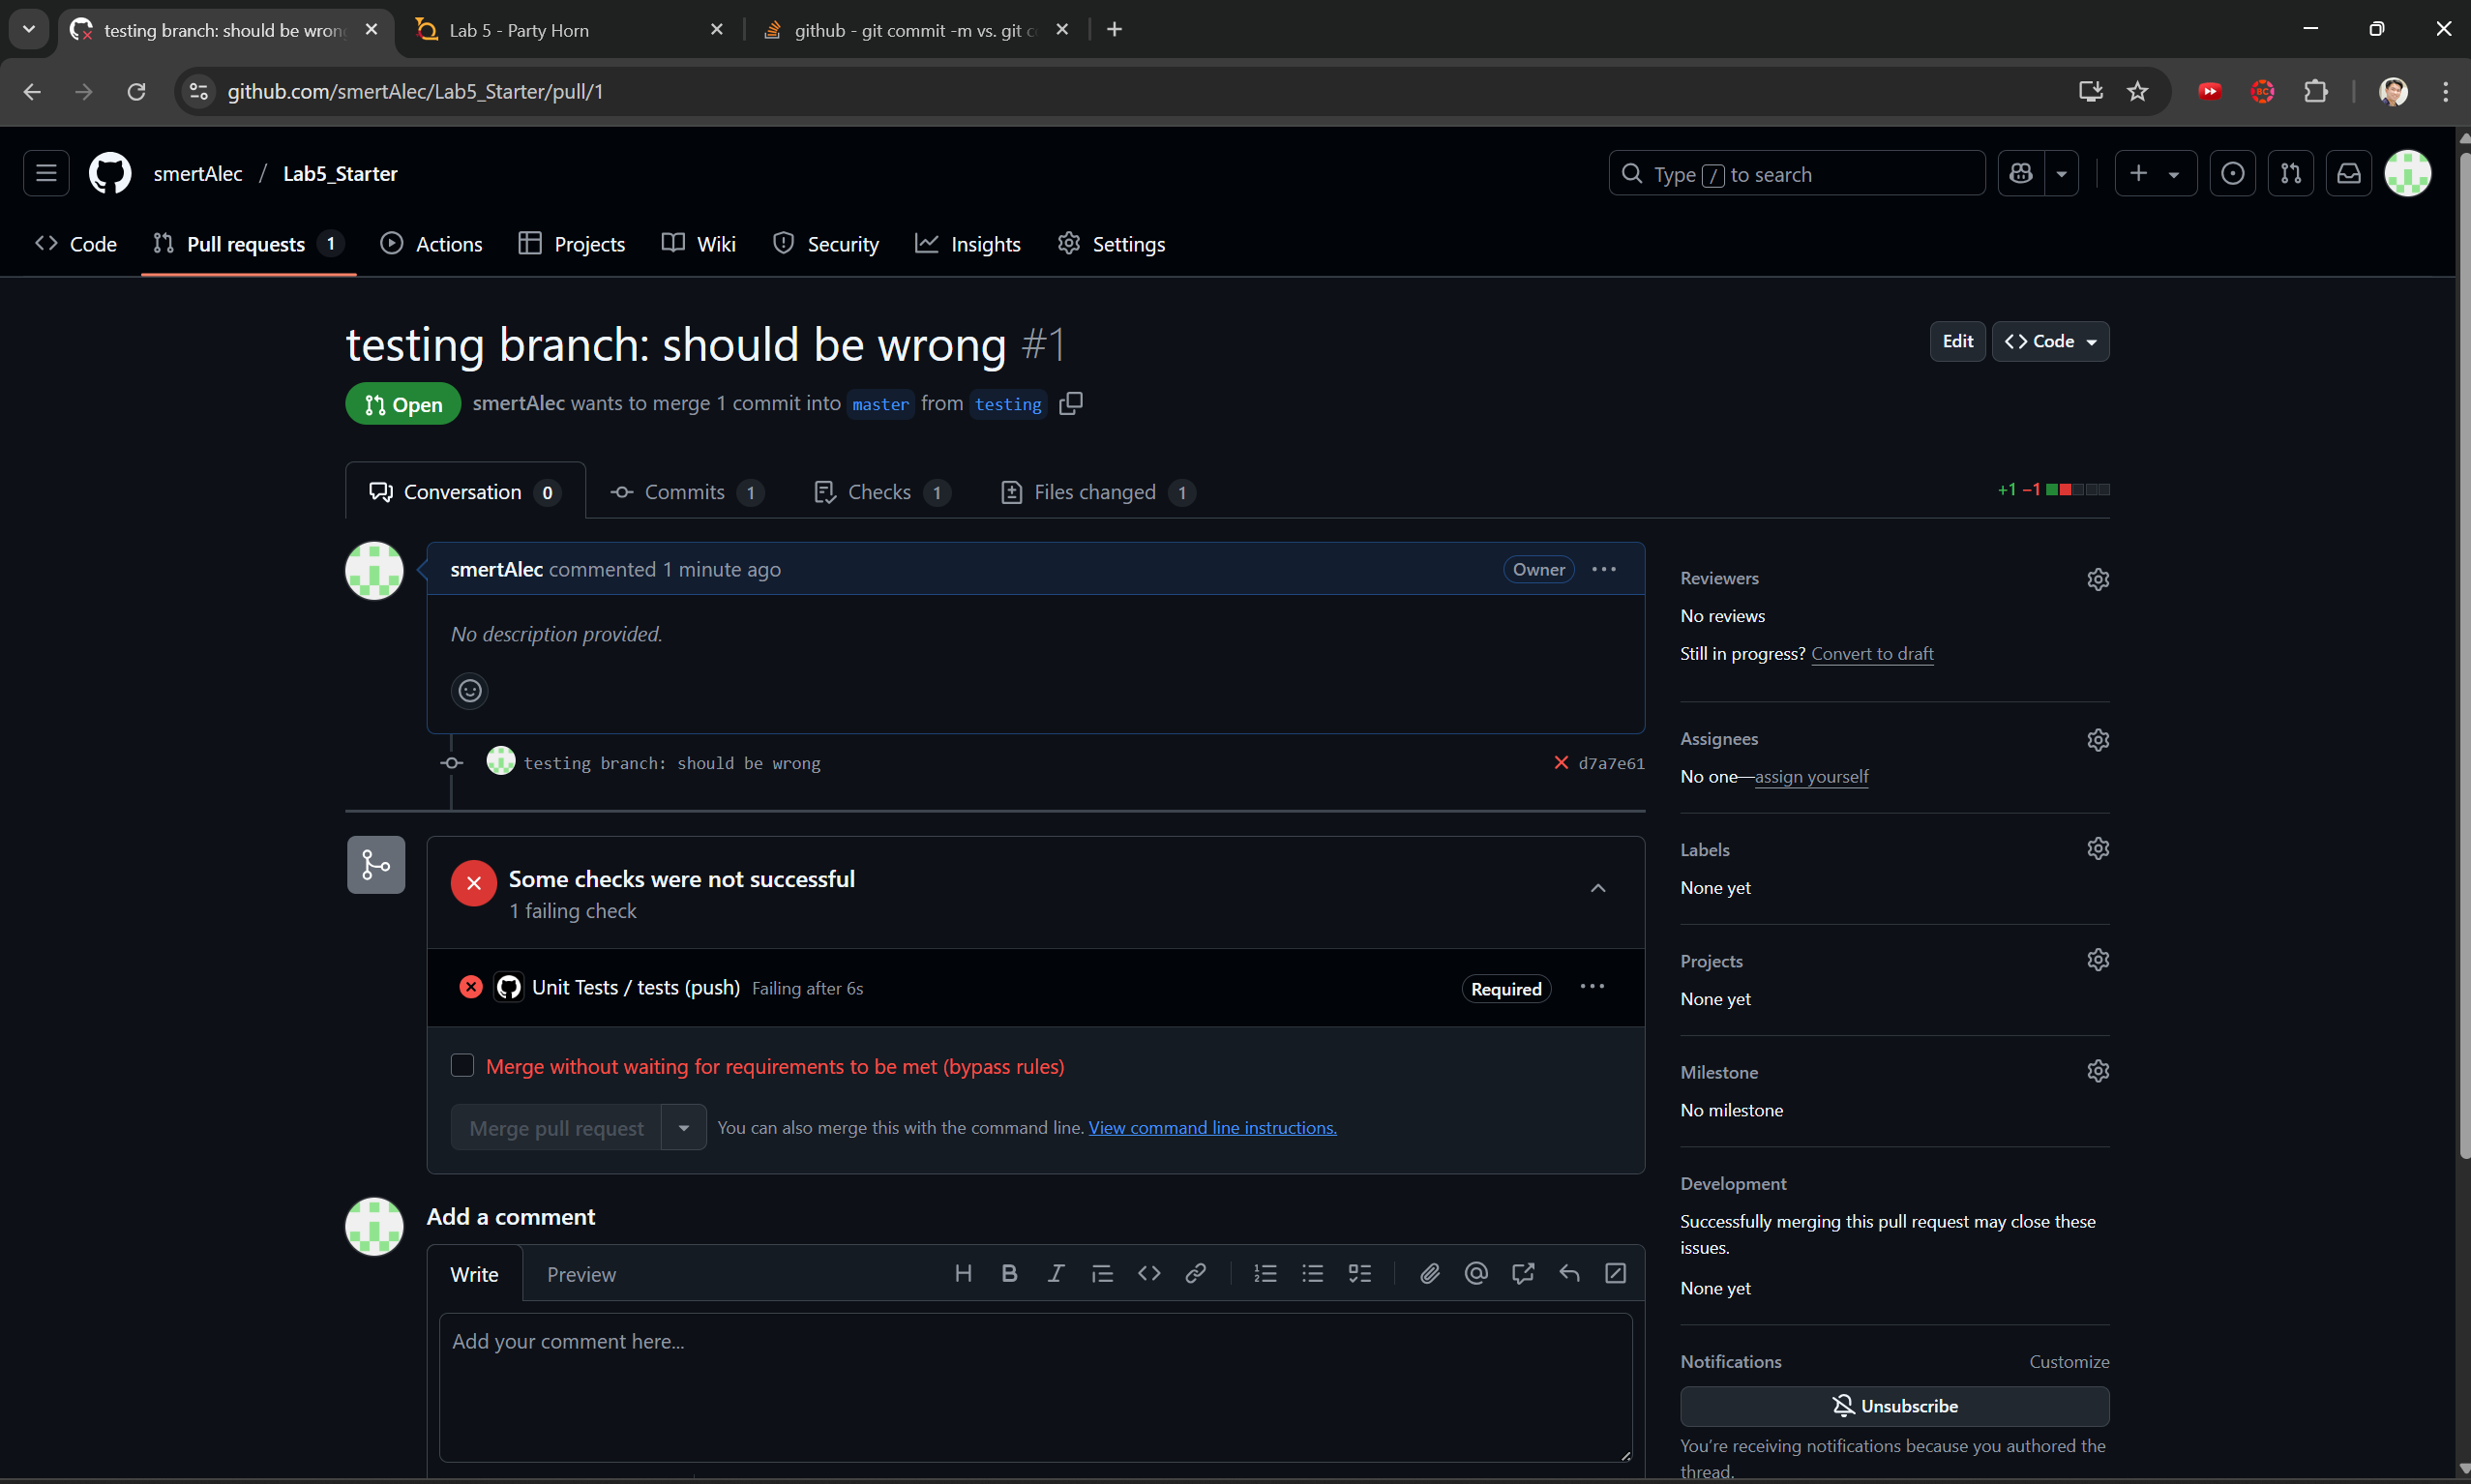 testing branch: should be wron
Lab 5 - Party Horn
github - git commit -m vs. git c
github.com/smertAlec/Lab5_Starter/pull/1
smertAlec / Lab5_Starter
Type / to search
Code
Pull requests 1
Actions
Projects
Wiki
Security
Insights
Settings
testing branch: should be wrong #1
Edit
Code
Open
smertAlec wants to merge 1 commit into master from testing
Conversation 0
Commits 1
Checks 1
Files changed 1
+1 −1
smertAlec commented 1 minute ago
Owner
No description provided.
testing branch: should be wrong
d7a7e61
Some checks were not successful
1 failing check
Unit Tests / tests (push) Failing after 6s
Required
Merge without waiting for requirements to be met (bypass rules)
Merge pull request
You can also merge this with the command line. View command line instructions.
Add a comment
Write
Preview
Add your comment here...
Reviewers
No reviews
Still in progress? Convert to draft
Assignees
No one—assign yourself
Labels
None yet
Projects
None yet
Milestone
No milestone
Development
Successfully merging this pull request may close these
issues.
None yet
Notifications
Customize
Unsubscribe
You're receiving notifications because you authored the
thread.